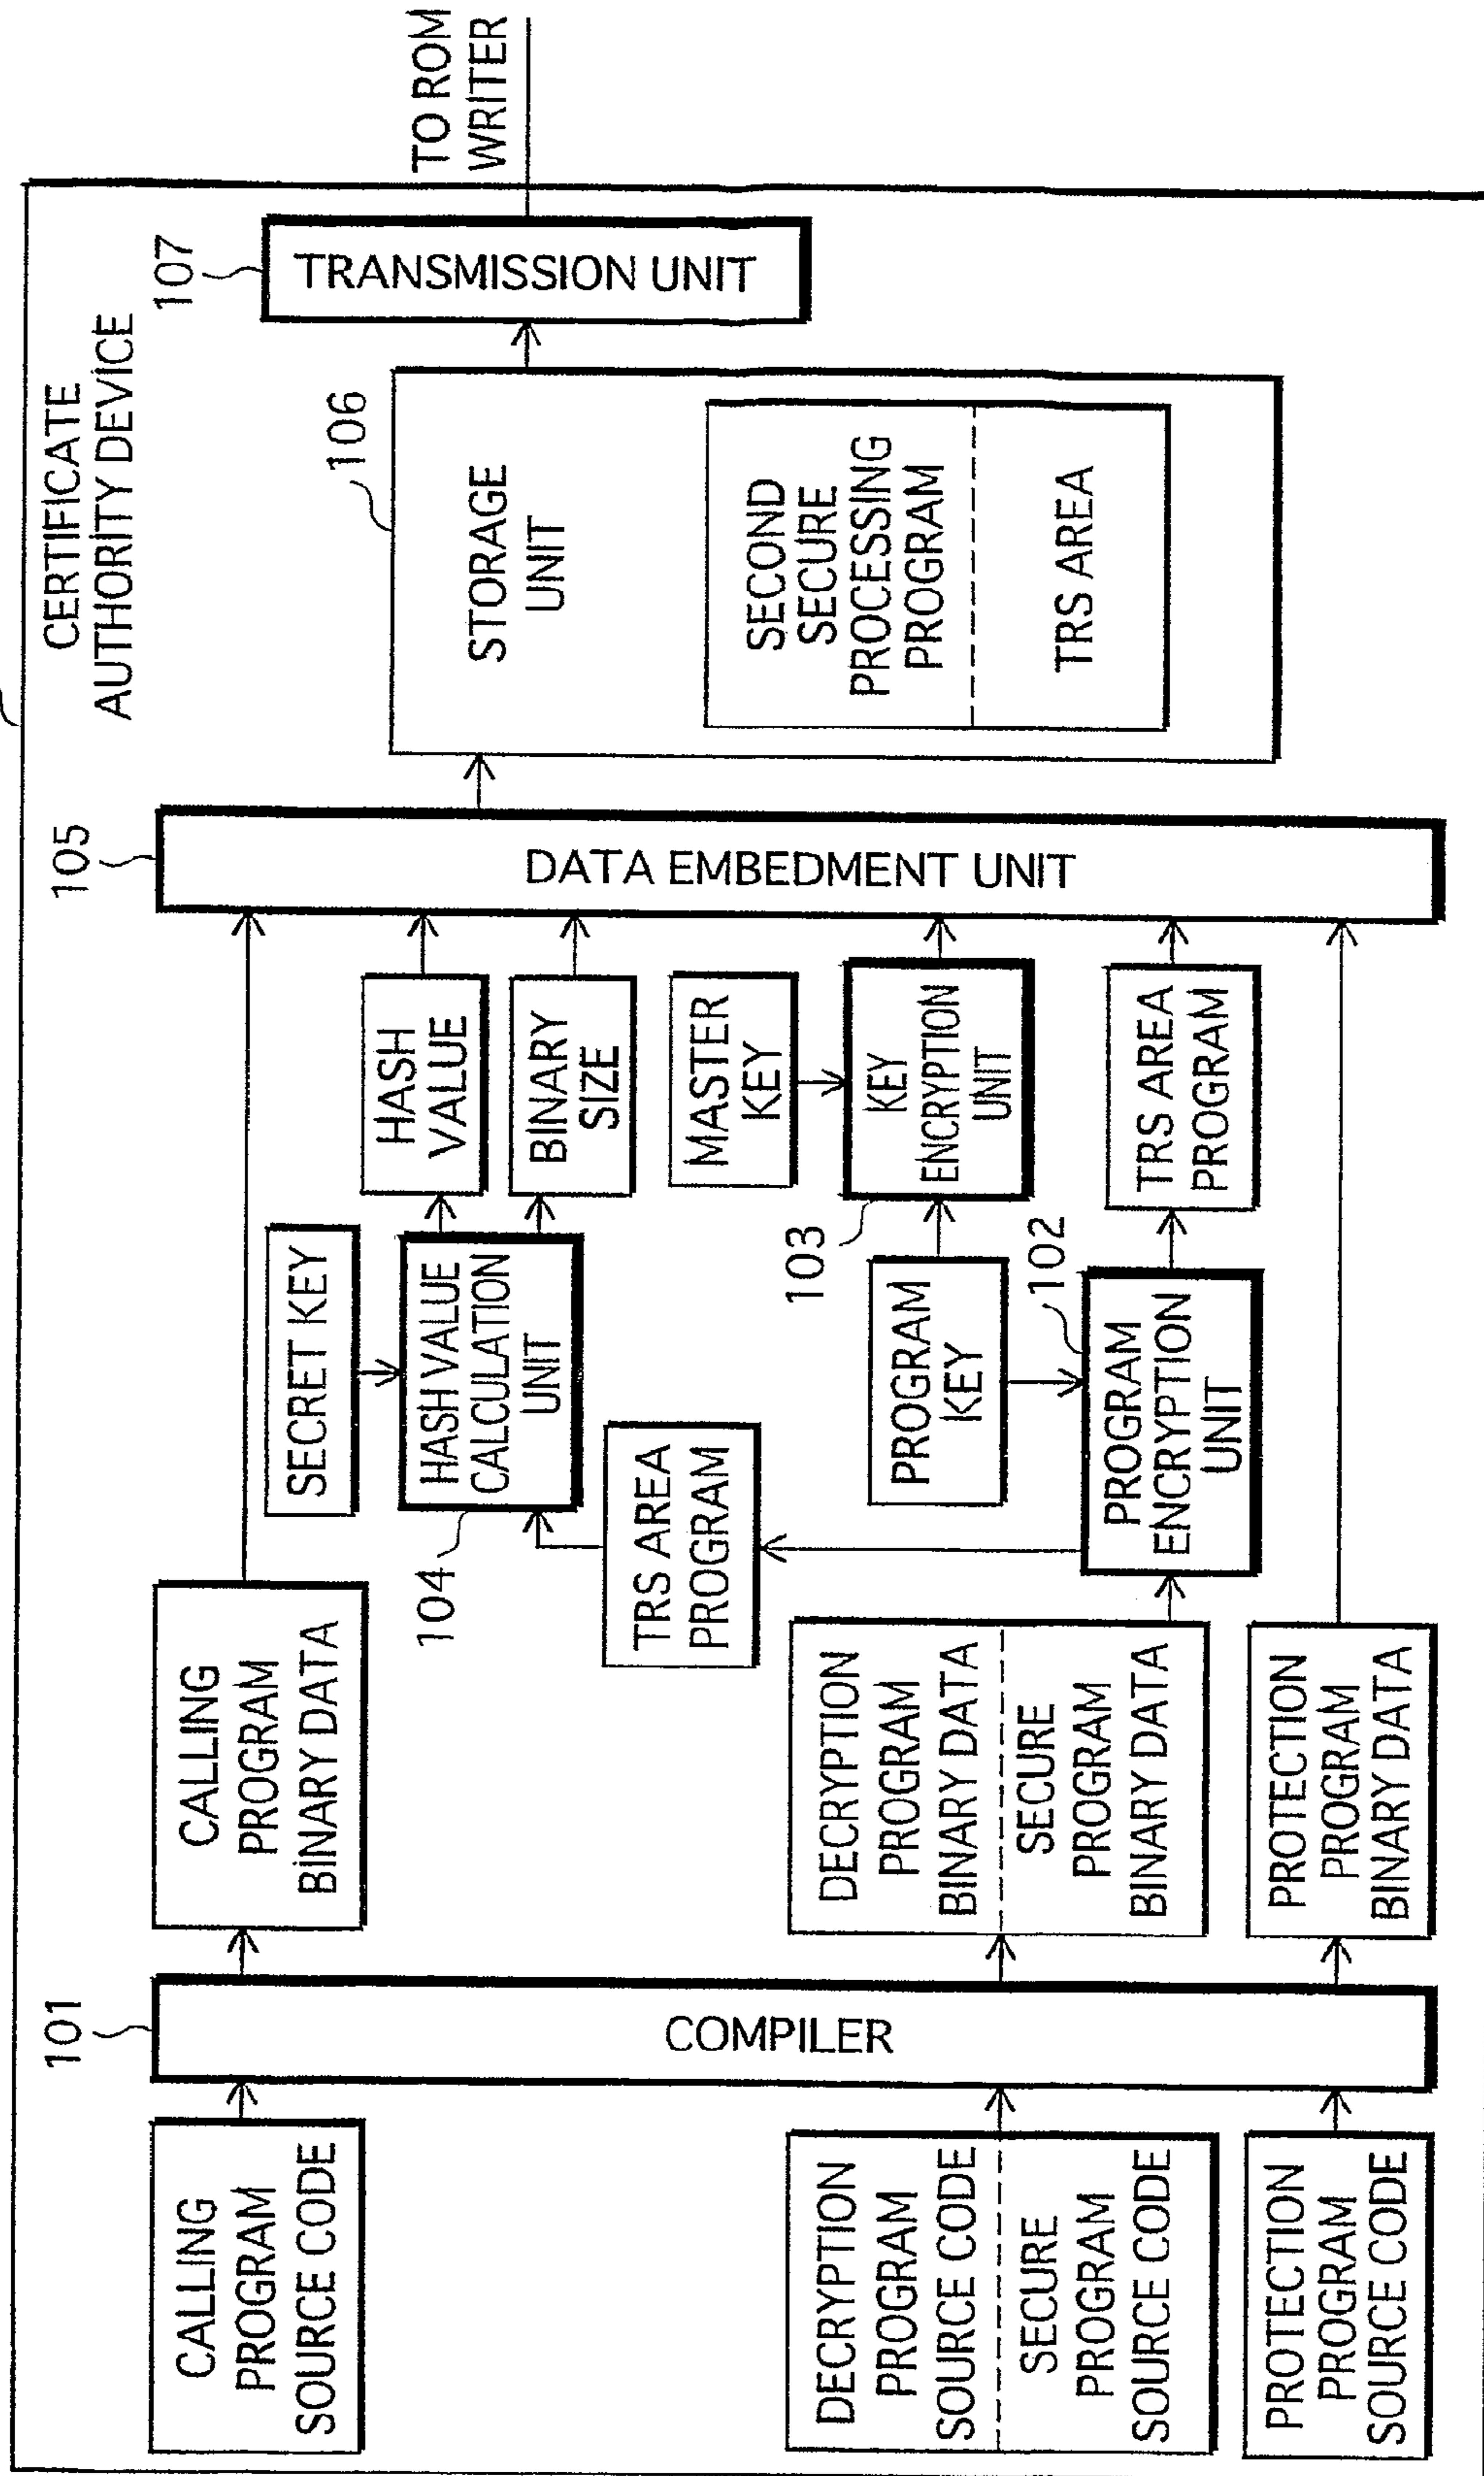 CERTIFICATE
AUTHORITY DEVICE
101
CALLING
PROGRAM
SOURCE CODE
DECRYPTION
PROGRAM
SOURCE CODE
SECURE
PROGRAM
SOURCE CODE
PROTECTION
PROGRAM
SOURCE CODE
COMPILER
CALLING
PROGRAM
BINARY DATA
DECRYPTION
PROGRAM
BINARY DATA
SECURE
PROGRAM
BINARY DATA
PROTECTION
PROGRAM
BINARY DATA
SECRET KEY
104
HASH VALUE
CALCULATION
UNIT
TRS AREA
PROGRAM
PROGRAM
KEY
102
PROGRAM
ENCRYPTION
UNIT
HASH
VALUE
BINARY
SIZE
MASTER
KEY
103
KEY
ENCRYPTION
UNIT
TRS AREA
PROGRAM
105
DATA EMBEDMENT UNIT
106
STORAGE
UNIT
SECOND
SECURE
PROCESSING
PROGRAM
TRS AREA
107
TRANSMISSION UNIT
TO ROM
WRITER